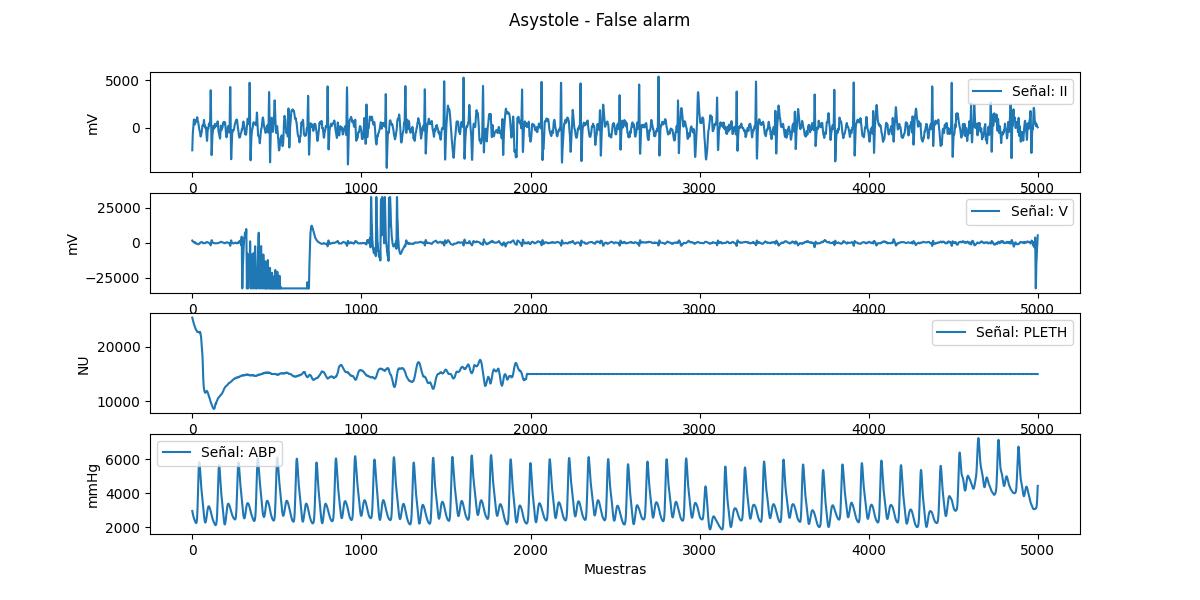 Asystole - False alarm
5000
0
mV
Señal: II
0 1000 2000 3000 4000 5000
25000
0
−25000
mV
Señal: V
0 1000 2000 3000 4000 5000
20000
10000
NU
Señal: PLETH
0 1000 2000 3000 4000 5000
6000
4000
2000
mmHg
Señal: ABP
0 1000 2000 3000 4000 5000
Muestras